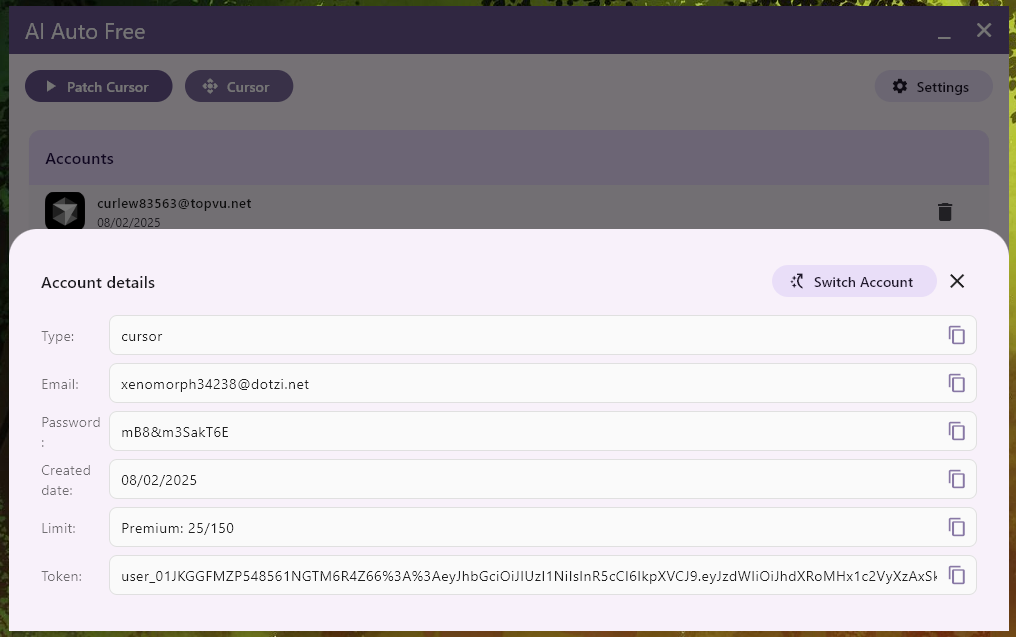 AI Auto Free
Patch Cursor
Cursor
Settings
Accounts
curlew83563@topvu.net
08/02/2025
Account details
Switch Account
Type:
cursor
Email:
xenomorph34238@dotzi.net
Password
:
mB8&m3SakT6E
Created
date:
08/02/2025
Limit:
Premium: 25/150
Token:
user_01JKGGFMZP548561NGTM6R4Z66%3A%3AeyJhbGciOiJIUzI1NiIsInR5cCI6IkpXVCJ9.eyJzdWIiOiJhdXRoMHx1c2VyXzAxSk